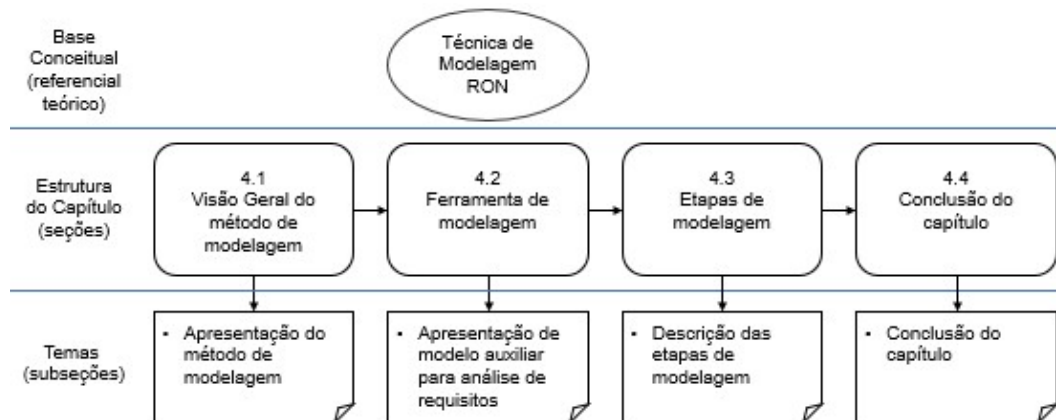 Base
Conceitual
(referencial
teórico)
Técnica de
Modelagem
RON
Estrutura
do Capítulo
(seções)
4.1
Visão Geral do
método de
modelagem
4.2
Ferramenta de
modelagem
4.3
Etapas de
modelagem
4.4
Conclusão do
capítulo
Temas
(subseções)
▪ Apresentação do
método de
modelagem
▪ Apresentação de
modelo auxiliar
para análise de
requisitos
▪ Descrição das
etapas de
modelagem
▪ Conclusão do
capítulo